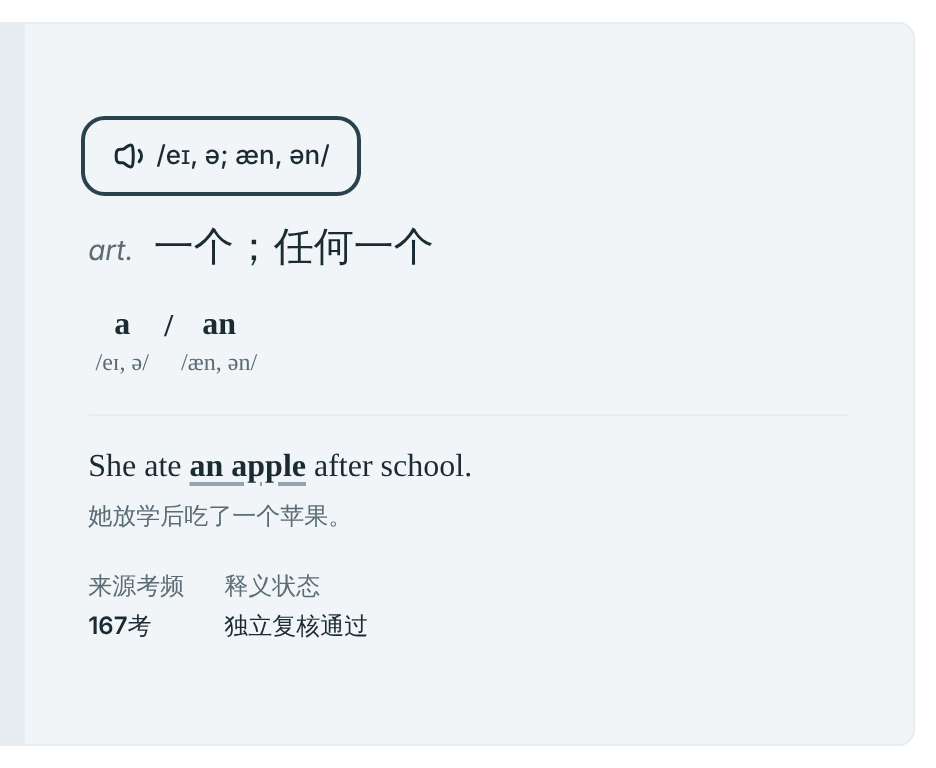 /eɪ, ə; æn, ən/
art. 一个；任何一个
a / an
/eɪ, ə/ /æn, ən/
She ate an apple after school.
她放学后吃了一个苹果。
来源考频 释义状态
167考 独立复核通过